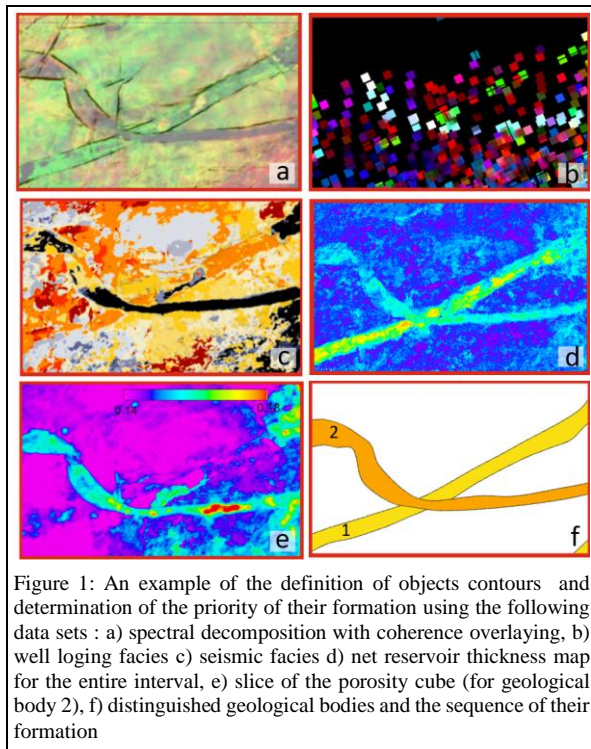 a
b
c
d
0.14
0.18
e
2
1
f
Figure 1: An example of the definition of objects contours and
determination of the priority of their formation using the following
data sets : a) spectral decomposition with coherence overlaying, b)
well loging facies c) seismic facies d) net reservoir thickness map
for the entire interval, e) slice of the porosity cube (for geological
body 2), f) distinguished geological bodies and the sequence of their
formation